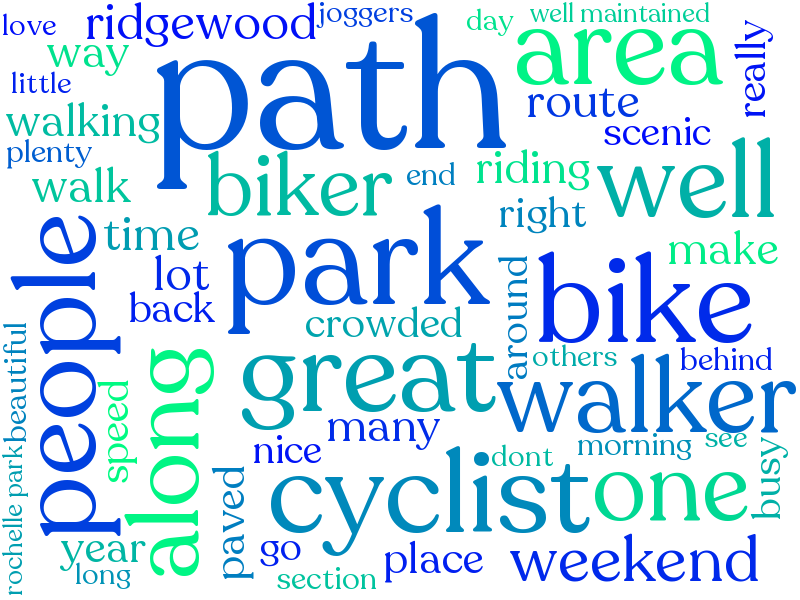 love
ridgewood
joggers
day
well maintained
way
path
area
really
little
route
walking
scenic
plenty
biker
end
riding
well
walk
right
time
park
make
people
lot
back
bike
crowded
around
others
behind
beautiful
great
walker
along
speed
many
nice
dont
morning
see
busy
rochelle park
paved
cyclist
one
year
go
place
weekend
long
section